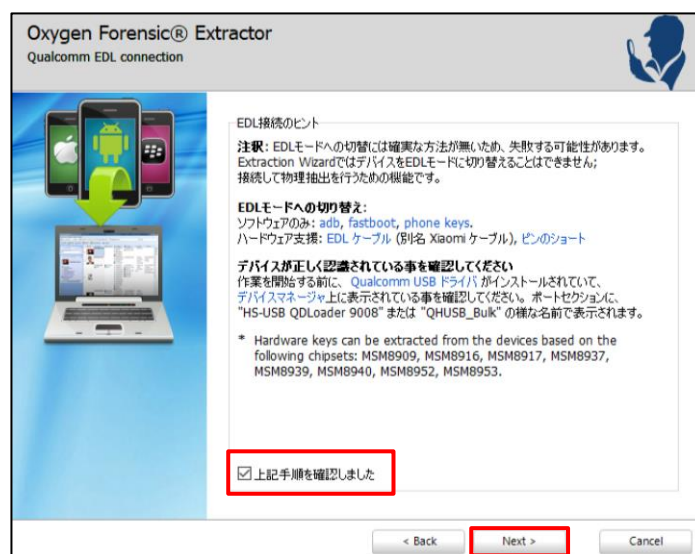 Oxygen Forensic® Extractor
Qualcomm EDL connection
EDL接続のヒント
注釈: EDLモードへの切替には確実な方法が無いため、失敗する可能性があります。
Extraction WizardではデバイスをEDLモードに切り替えることはできません;
接続して物理抽出を行うための機能です。
EDLモードへの切り替え:
ソフトウェアのみ: adb, fastboot, phone keys.
ハードウェア支援: EDL ケーブル (別名 Xiaomi ケーブル), ピンのショート
デバイスが正しく認識されている事を確認してください
作業を開始する前に、 Qualcomm USB ドライバ がインストールされていて、
デバイスマネージャ上に表示されている事を確認してください。ポートセクションに、
"HS-USB QDLoader 9008" または "QHUSB_Bulk" の様な名前で表示されます。
* Hardware keys can be extracted from the devices based on the
following chipsets: MSM8909, MSM8916, MSM8917, MSM8937,
MSM8939, MSM8940, MSM8952, MSM8953.
上記手順を確認しました
< Back Next > Cancel